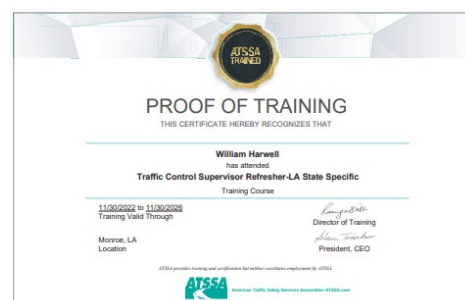 ATSSA
TRAINED
PROOF OF TRAINING
THIS CERTIFICATE HEREBY RECOGNIZES THAT
William Harwell
has attended
Traffic Control Supervisor Refresher-LA State Specific
Training Course
11/30/2022 to 11/30/2026
Training Valid Through
Director of Training
Monroe, LA
Location
President, CEO
ATSSA provides training and certification but neither constitutes employment by ATSSA.
ATSSA
American Traffic Safety Services Association ATSSA.com